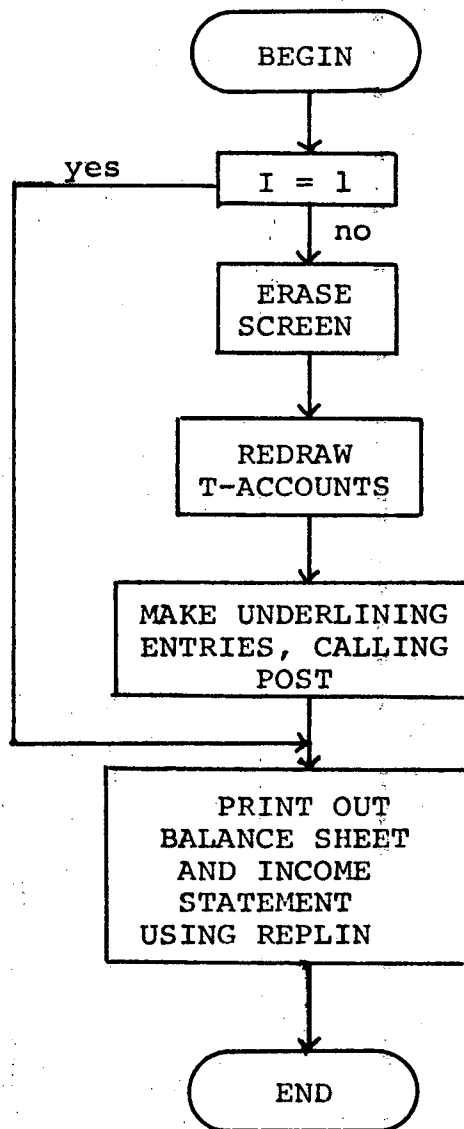 BEGIN
yes
I = 1
no
ERASE
SCREEN
REDRAW
T-ACCOUNTS
MAKE UNDERLINING
ENTRIES, CALLING
POST
PRINT OUT
BALANCE SHEET
AND INCOME
STATEMENT
USING REPLIN
END